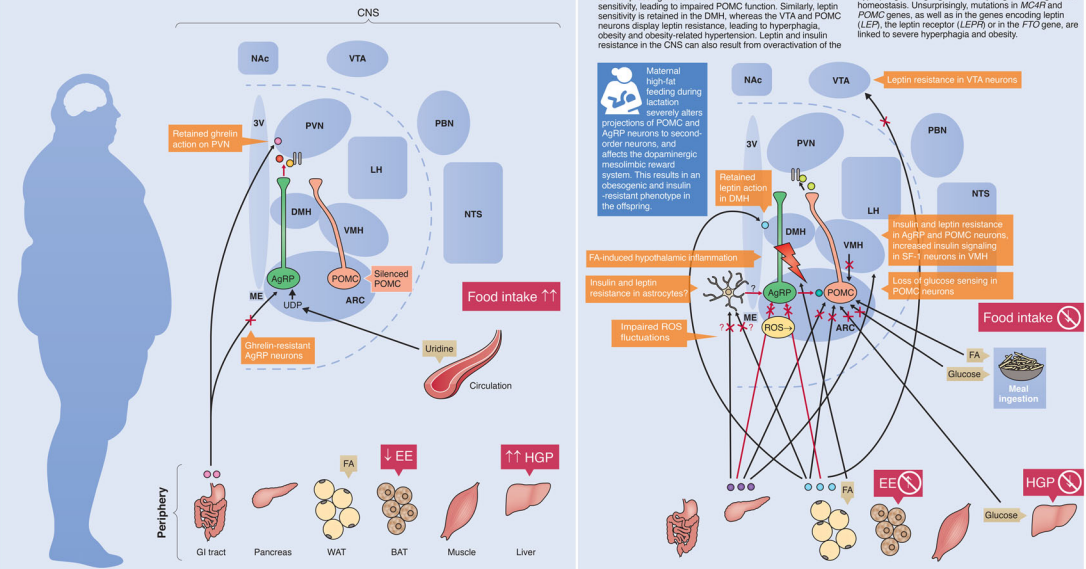 CNS
NAc
VTA
Retained ghrelin
action on PVN
3V
PVN
PBN
LH
NTS
DMH
VMH
AgRP
POMC
Silenced
POMC
ME
UDP
ARC
Food intake ↑↑
Ghrelin-resistant
AgRP neurons
Uridine
Circulation
Periphery
FA
↓ EE
↑↑ HGP
GI tract
Pancreas
WAT
BAT
Muscle
Liver
sensitivity, leading to impaired POMC function. Similarly, leptin
sensitivity is retained in the DMH, whereas the VTA and POMC
neurons display leptin resistance, leading to hyperphagia,
obesity and obesity-related hypertension. Leptin and insulin
resistance in the CNS can also result from overactivation of the
homeostasis. Unsurprisingly, mutations in MC4R and
POMC genes, as well as in the genes encoding leptin
(LEP), the leptin receptor (LEPR) or in the FTO gene, are
linked to severe hyperphagia and obesity.
Maternal
high-fat
feeding during
lactation
severely alters
projections of POMC and
AgRP neurons to second-
order neurons, and
affects the dopaminergic
mesolimbic reward
system. This results in an
obesogenic and insulin
-resistant phenotype in
the offspring.
NAc
VTA
Leptin resistance in VTA neurons
3V
PVN
PBN
Retained
leptin action
in DMH
LH
NTS
DMH
VMH
Insulin and leptin resistance
in AgRP and POMC neurons,
increased insulin signaling
in SF-1 neurons in VMH
FA-induced hypothalamic inflammation
Insulin and leptin
resistance in astrocytes?
?
AgRP
POMC
Loss of glucose sensing in
POMC neurons
ME
ARC
Impaired ROS
fluctuations
? ?
ROS→
Food intake
FA
Glucose
Meal
ingestion
FA
EE
HGP
Glucose